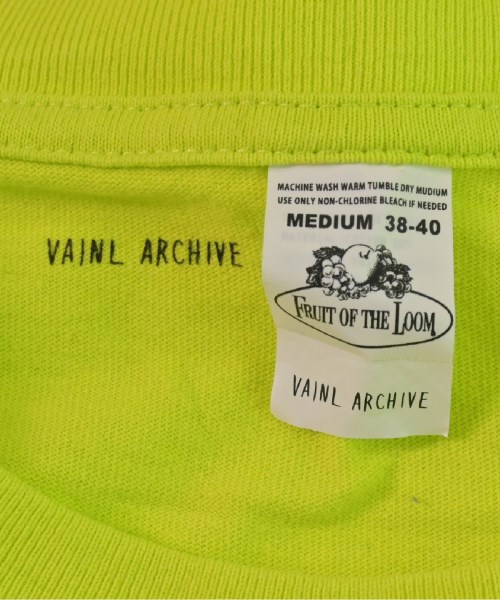 MACHINE WASH WARM TUMBLE DRY MUDIUM
USE ONLY NON-CHLORINE BLEACH IF NEEDED
MEDIUM 38-40
FRUIT OF THE LOOM
VAINL ARCHIVE
VAINL ARCHIVE